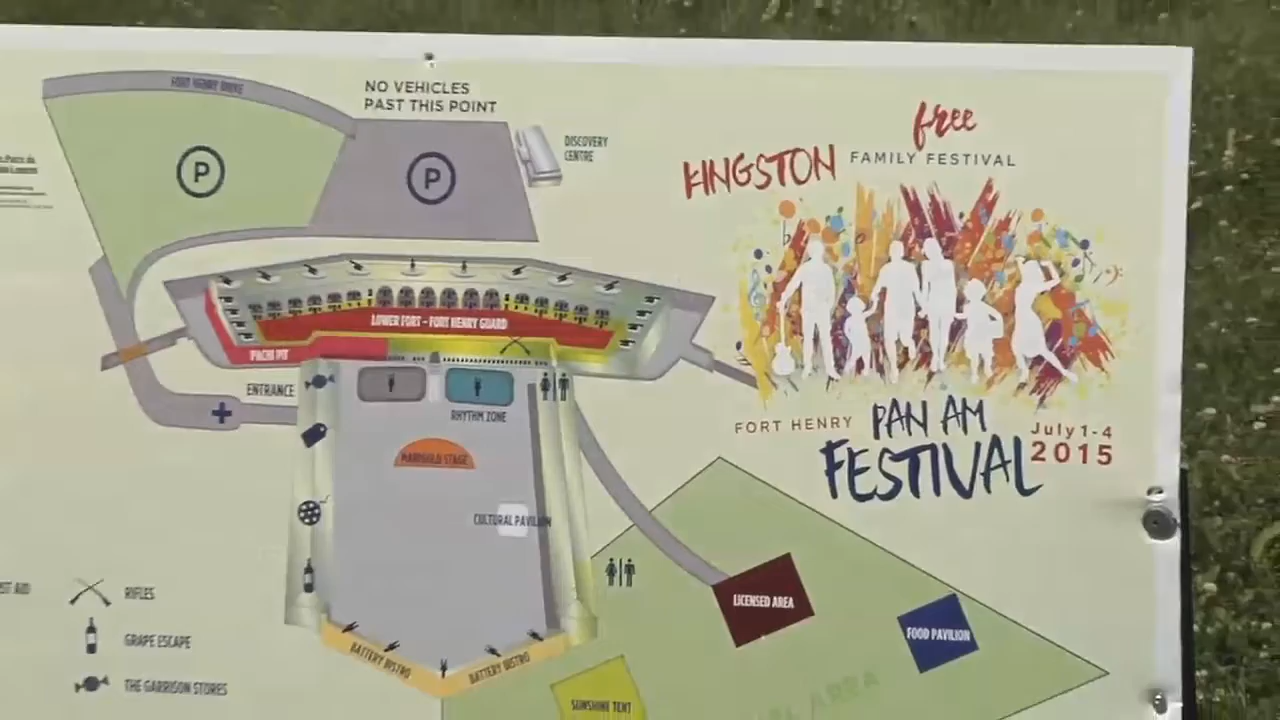 FORT HENRY DRIVE
NO VEHICLES
PAST THIS POINT
P
P
DISCOVERY
CENTRE
free
KINGSTON
FAMILY FESTIVAL
LOWER FORT - FORT HENRY GUARD
PACHI PIT
ENTRANCE
RHYTHM ZONE
MARIGOLD STAGE
CULTURAL PAVILION
FORT HENRY
PAN AM
FESTIVAL
July 1-4
2015
LICENSED AREA
FOOD PAVILION
RIFLES
GRAPE ESCAPE
THE GARRISON STORES
BATTERY BISTRO
BATTERY BISTRO
SUNSHINE TENT
AREA